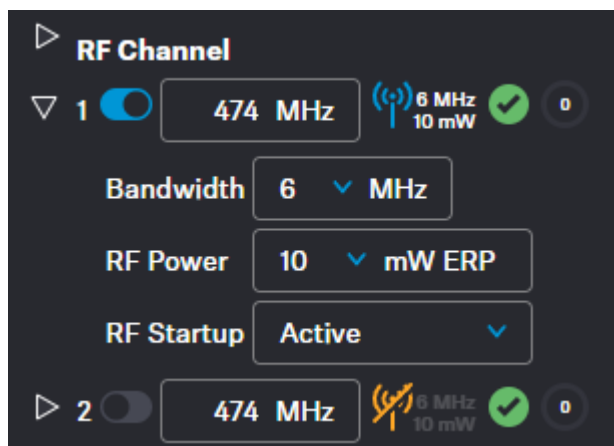 RF Channel
1 474 MHz 6 MHz 0
10 mW
Bandwidth 6 MHz
RF Power 10 mW ERP
RF Startup Active
2 474 MHz 6 MHz 0
10 mW